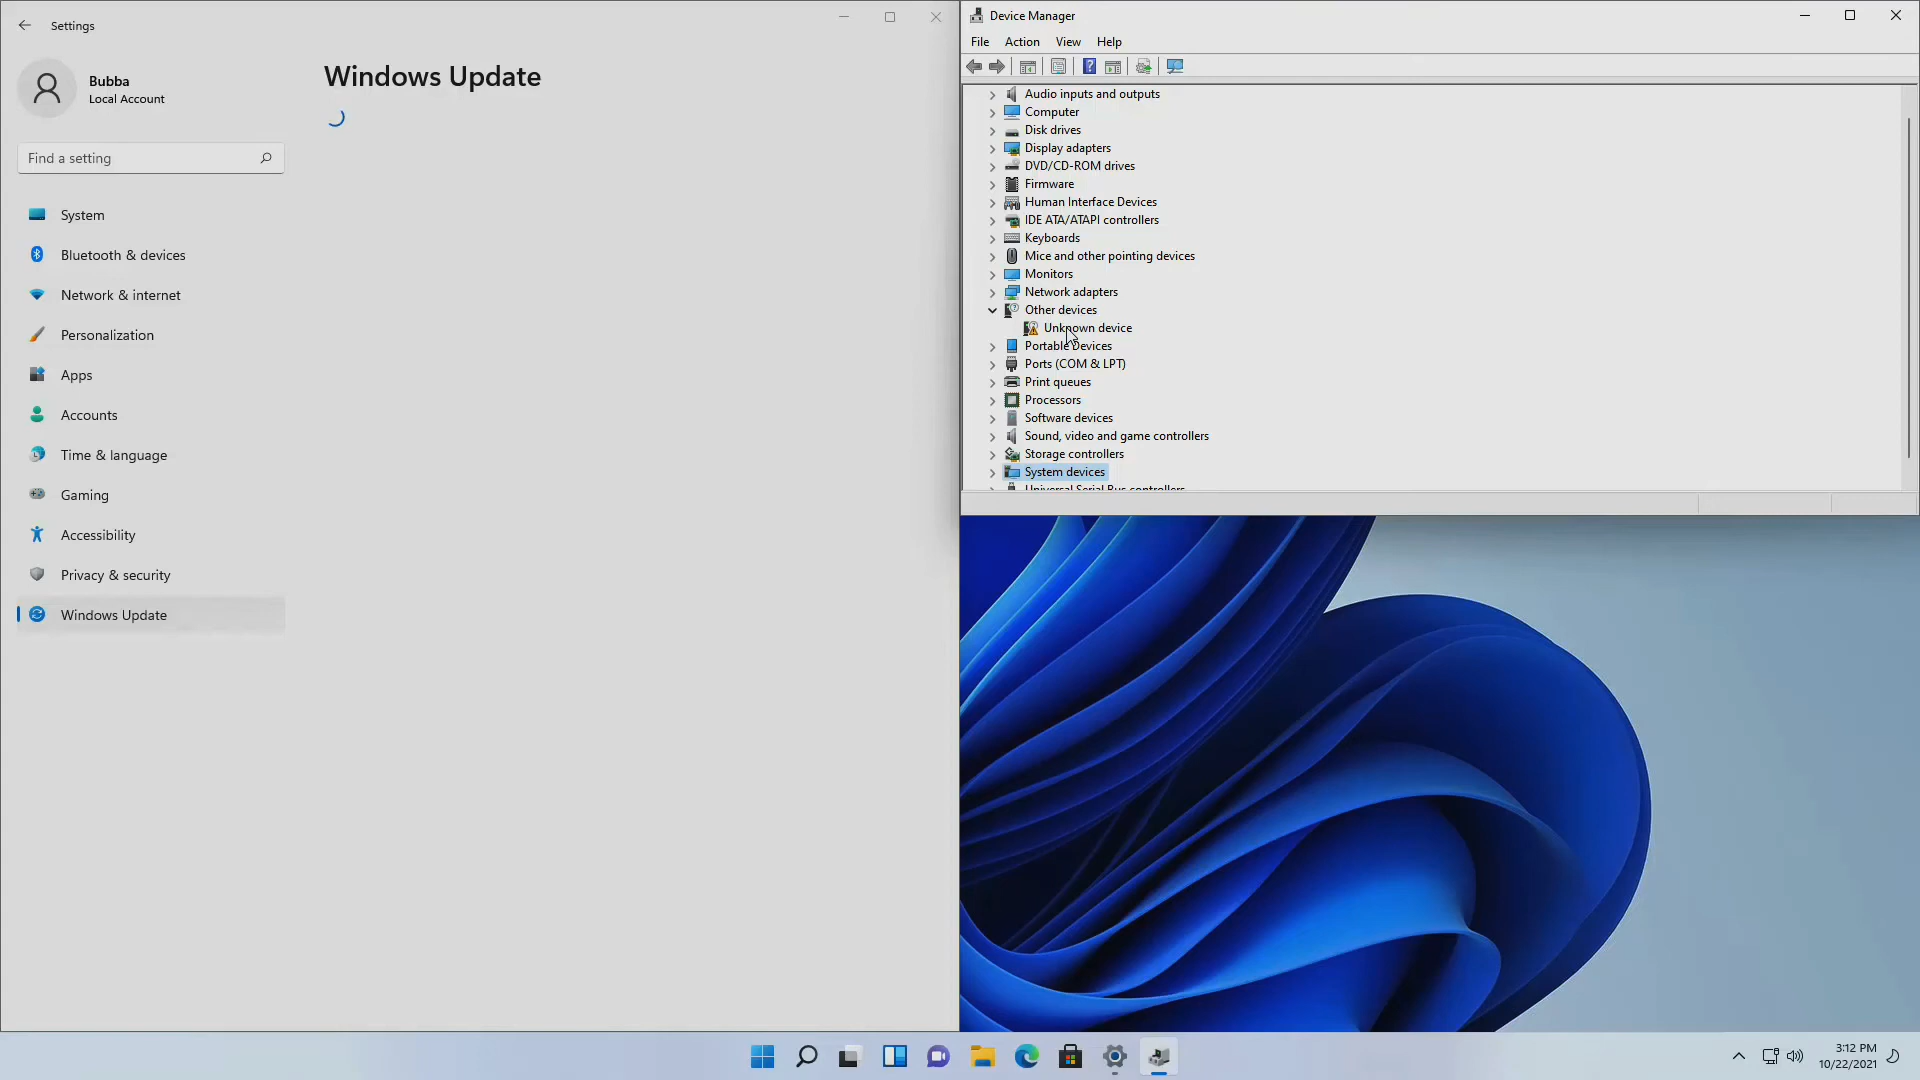 Settings
Bubba
Local Account
Find a setting
System
Bluetooth & devices
Network & internet
Personalization
Apps
Accounts
Time & language
Gaming
Accessibility
Privacy & security
Windows Update
Windows Update
Device Manager
File Action View Help
Audio inputs and outputs
Computer
Disk drives
Display adapters
DVD/CD-ROM drives
Firmware
Human Interface Devices
IDE ATA/ATAPI controllers
Keyboards
Mice and other pointing devices
Monitors
Network adapters
Other devices
Unknown device
Portable Devices
Ports (COM & LPT)
Print queues
Processors
Software devices
Sound, video and game controllers
Storage controllers
System devices
Universal Serial Bus controllers
3:12 PM
10/22/2021